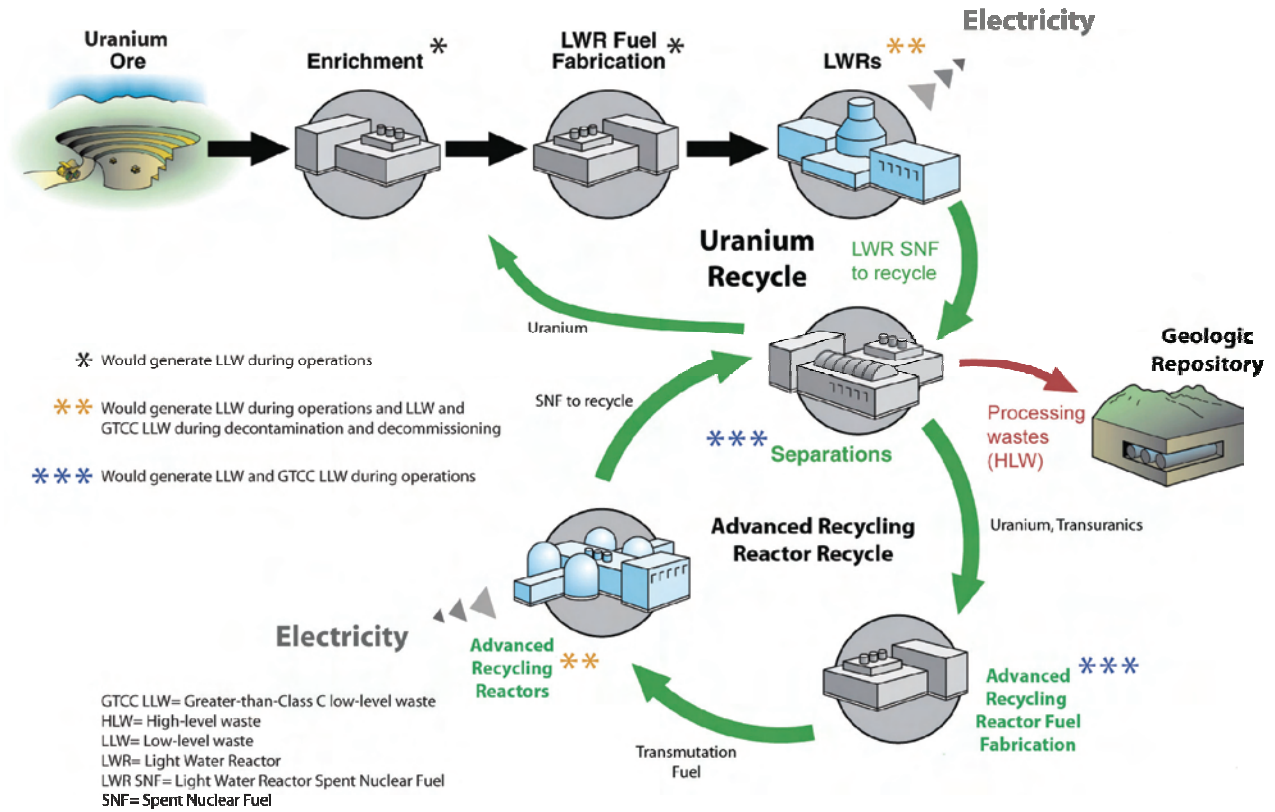 Electricity
Uranium
Ore
Enrichment *
LWR Fuel
Fabrication *
LWRs **
Uranium
Recycle
LWR SNF
to recycle
Uranium
Geologic
Repository
* Would generate LLW during operations
** Would generate LLW during operations and LLW and
GTCC LLW during decontamination and decommissioning
*** Would generate LLW and GTCC LLW during operations
SNF to recycle
*** Separations
Processing
wastes
(HLW)
Advanced Recycling
Reactor Recycle
Uranium, Transuranics
Electricity
Advanced
Recycling
Reactors **
Advanced ***
Recycling
Reactor Fuel
Fabrication
Transmutation
Fuel
GTCC LLW= Greater-than-Class C low-level waste
HLW= High-level waste
LLW= Low-level waste
LWR= Light Water Reactor
LWR SNF= Light Water Reactor Spent Nuclear Fuel
SNF= Spent Nuclear Fuel